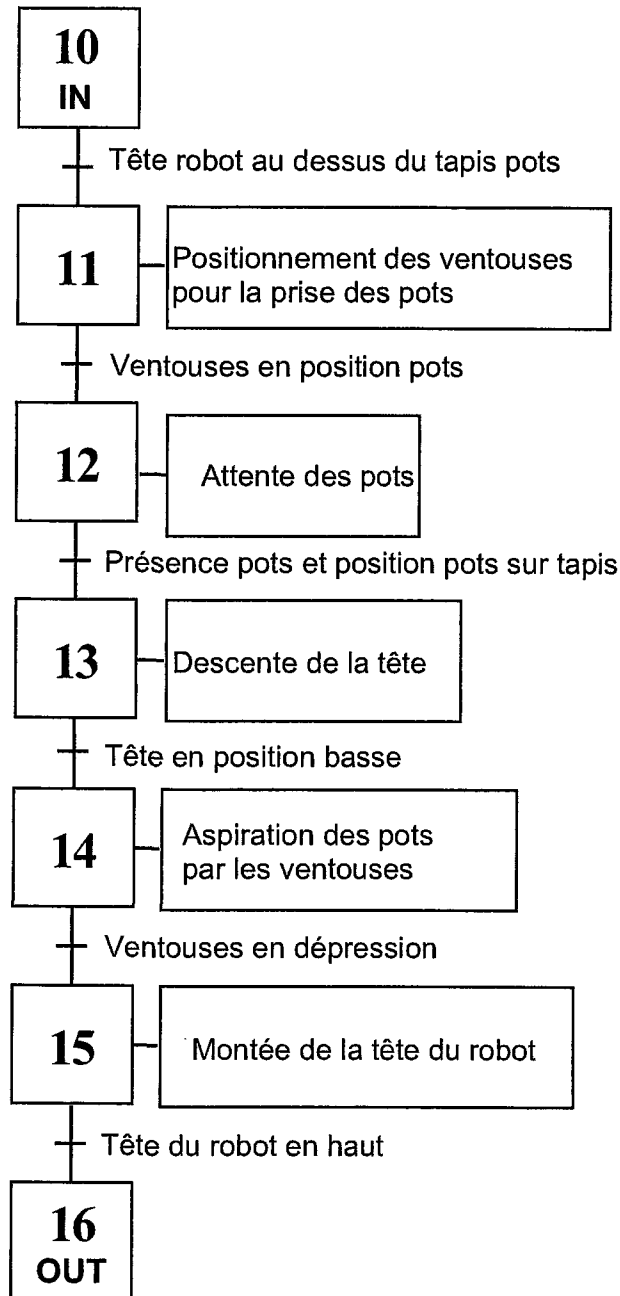 10
IN
Tête robot au dessus du tapis pots
11
Positionnement des ventouses
pour la prise des pots
Ventouses en position pots
12
Attente des pots
Présence pots et position pots sur tapis
13
Descente de la tête
Tête en position basse
14
Aspiration des pots
par les ventouses
Ventouses en dépression
15
Montée de la tête du robot
Tête du robot en haut
16
OUT